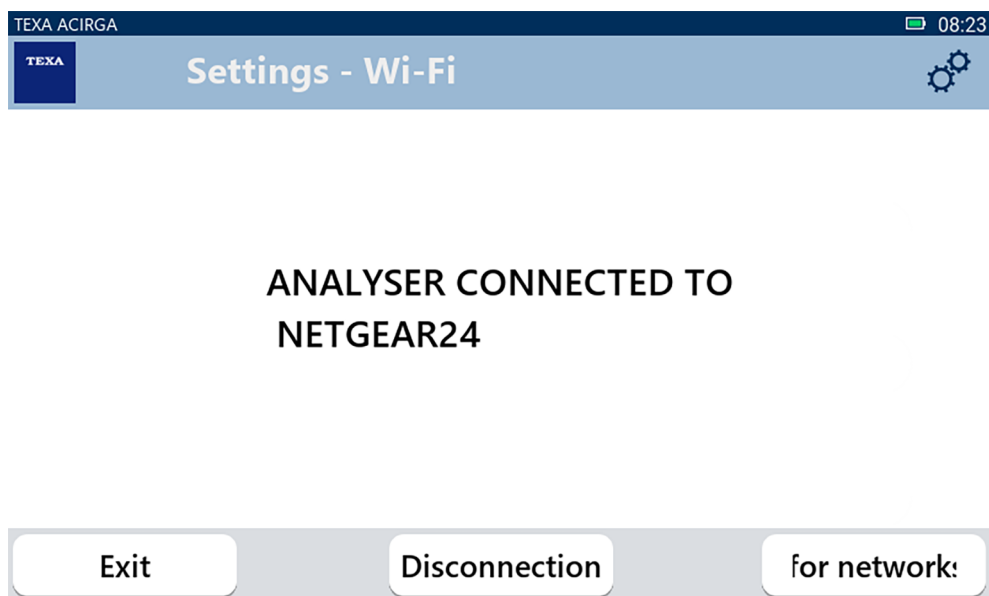 TEXA ACIRGA 08:23
TEXA Settings - Wi-Fi
ANALYSER CONNECTED TO
NETGEAR24
Exit Disconnection for networks